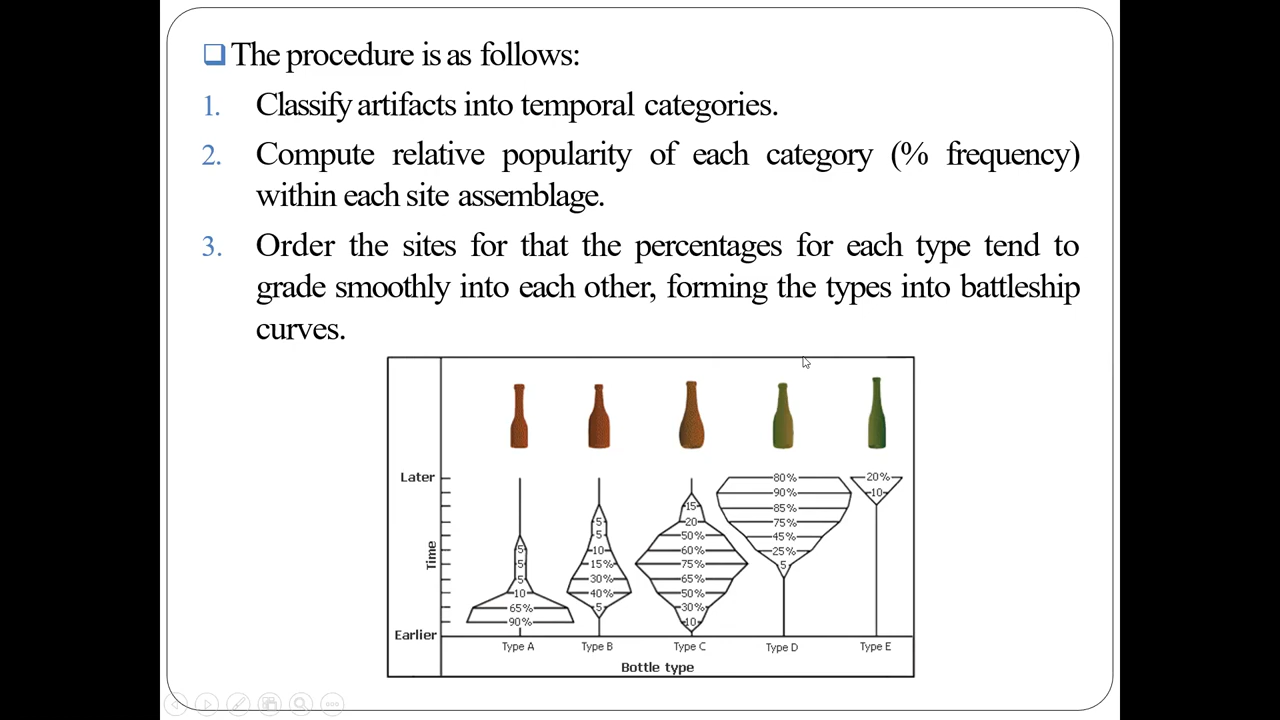 The procedure is as follows:
1. Classify artifacts into temporal categories.
2. Compute relative popularity of each category (% frequency)
within each site assemblage.
3. Order the sites for that the percentages for each type tend to
grade smoothly into each other, forming the types into battleship
curves.
Later
80% 20%
15 90% 10
85%
5 20 75%
5 50% 45%
5 10 60% 25%
5 15% 75% 5
5 30% 65%
10 40% 50%
65% 5 30%
90% 10
Time
Earlier
Type A Type B Type C Type D Type E
Bottle type